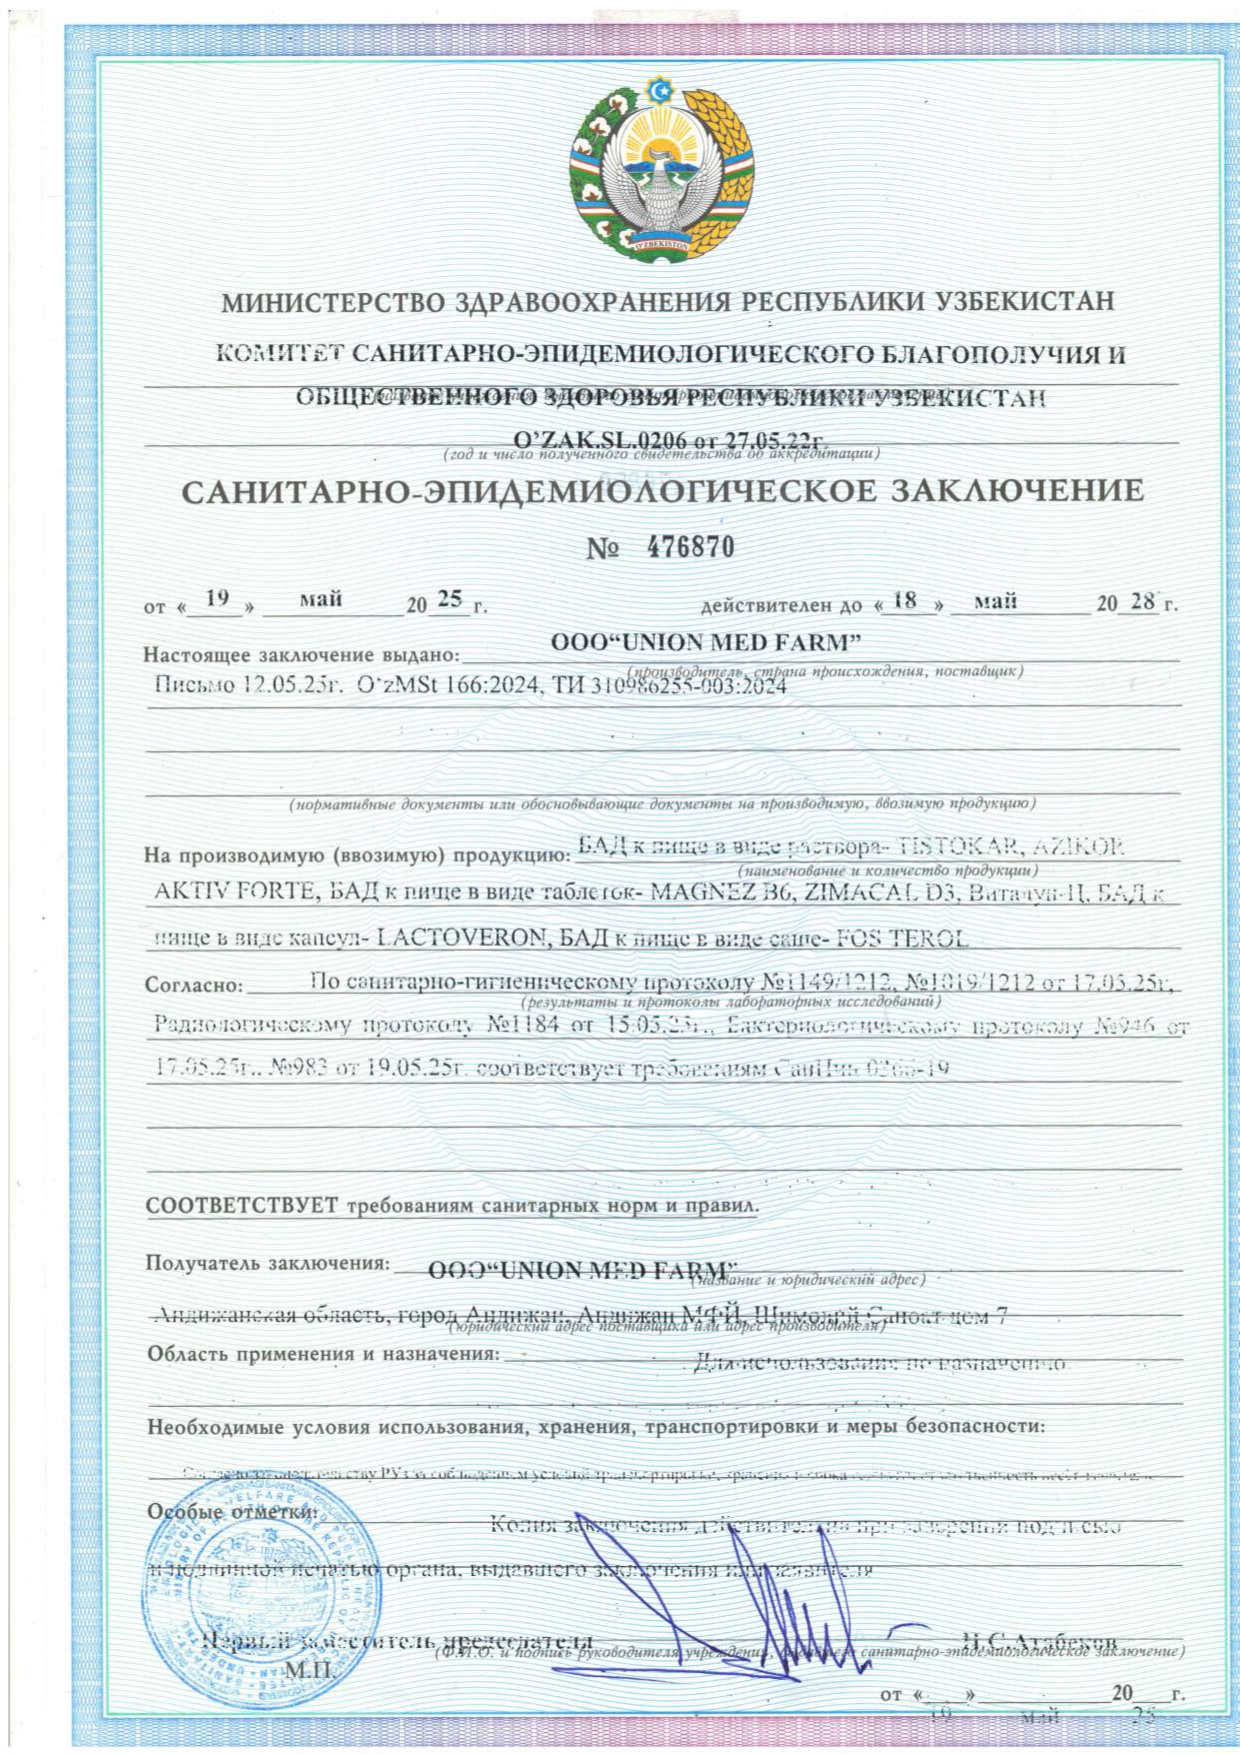 O'ZBEKISTON
МИНИСТЕРСТВО ЗДРАВООХРАНЕНИЯ РЕСПУБЛИКИ УЗБЕКИСТАН
КОМИТЕТ САНИТАРНО-ЭПИДЕМИОЛОГИЧЕСКОГО БЛАГОПОЛУЧИЯ И
ОБЩЕСТВЕННОГО ЗДОРОВЬЯ РЕСПУБЛИКИ УЗБЕКИСТАН
O’ZAK.SL.0206 от 27.05.22г.
(год и число полученного свидетельства об аккредитации)
САНИТАРНО-ЭПИДЕМИОЛОГИЧЕСКОЕ ЗАКЛЮЧЕНИЕ
№ 476870
от « 19 » май 20 25 г. действителен до « 18 » май 20 28 г.
Настоящее заключение выдано: ООО“UNION MED FARM”
(производитель, страна происхождения, поставщик)
Письмо 12.05.25г. O‘zMSt 166:2024, ТИ 310986255-003:2024
(нормативные документы или обосновывающие документы на производимую, ввозимую продукцию)
На производимую (ввозимую) продукцию: БАД к пище в виде раствора- TISTOKAR, AZIKOR
(наименование и количество продукции)
AKTIV FORTE, БАД к пище в виде таблеток- MAGNEZ B6, ZIMACAL D3, БАД к
пище в виде капсул- LACTOVERON, БАД к пище в виде саше- FOS TEROL
Согласно: По санитарно-гигиеническому протоколу №1149/1212, №1019/1212 от 17.05.25г,
(результаты и протоколы лабораторных исследований)
Радиологическому протоколу №1184 от 15.05.25г., Бактериологическому протоколу №946 от
17.05.25г., №983 от 19.05.25г. соответствует требованиям СанПин 0266-19
СООТВЕТСТВУЕТ требованиям санитарных норм и правил.
Получатель заключения: ООО“UNION MED FARM”
(название и юридический адрес)
Андижанская область, город Андижан, Андижан МФЙ, Шимолий Саноат дом 7
(юридический адрес поставщика или адрес производителя)
Область применения и назначения: Для использования по назначению
Необходимые условия использования, хранения, транспортировки и меры безопасности:
Особые отметки: Копия заключения действительна при заверении подписью
и подлинной печатью органа, выдавшего заключения или заявителя
Первый заместитель председателя Н.С.Атабеков
(Ф.И.О. и подпись руководителя учреждения, выдавшего санитарно-эпидемиологическое заключение)
М.П.
от « » 20 г.
19 май 25